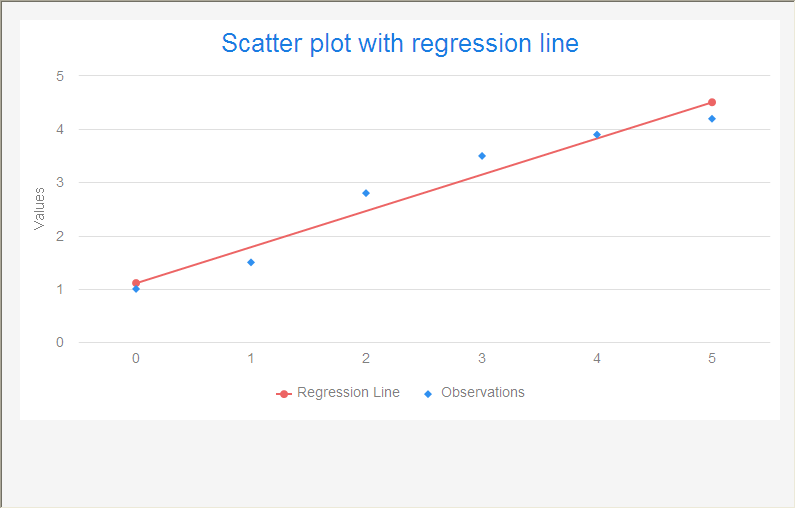 Scatter plot with regression line
5
4
3
2
1
0
Values
0 1 2 3 4 5
Regression Line Observations